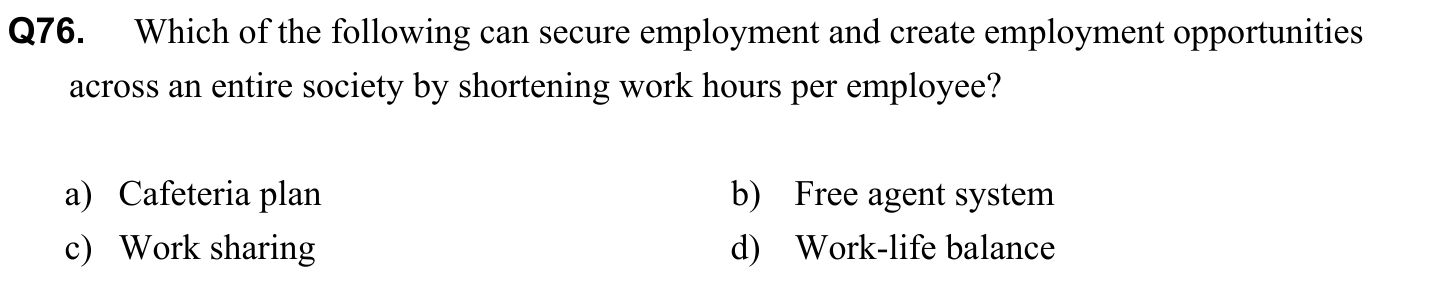 Q76. Which of the following can secure employment and create employment opportunities
across an entire society by shortening work hours per employee?
a) Cafeteria plan b) Free agent system
c) Work sharing d) Work-life balance